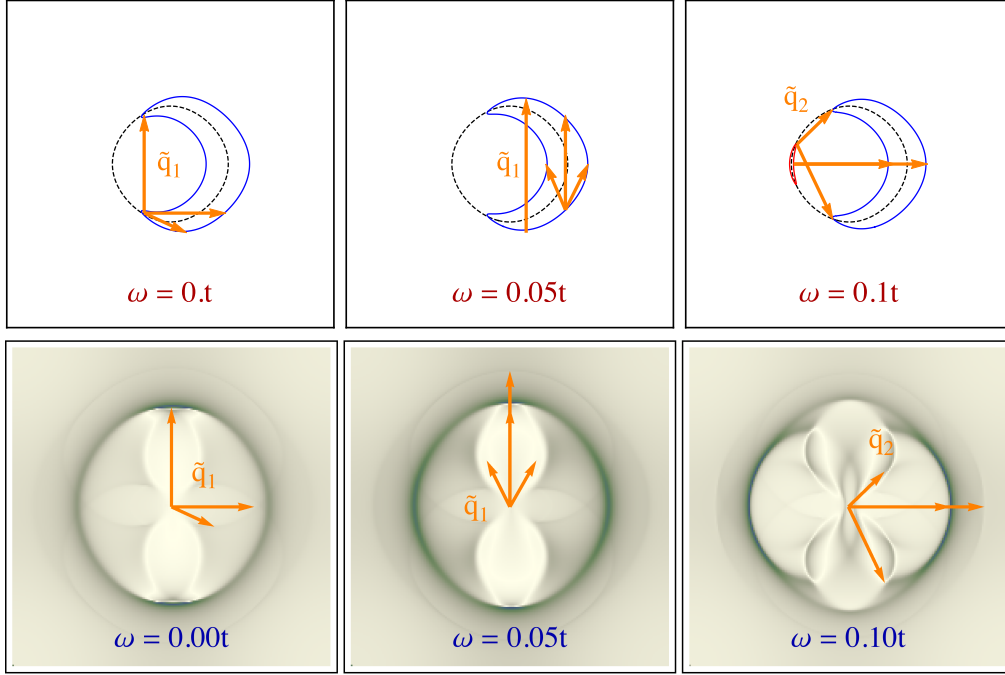 q̃₁
ω = 0.t
q̃₁
ω = 0.05t
q̃₂
ω = 0.1t
q̃₁
ω = 0.00t
q̃₁
ω = 0.05t
q̃₂
ω = 0.10t